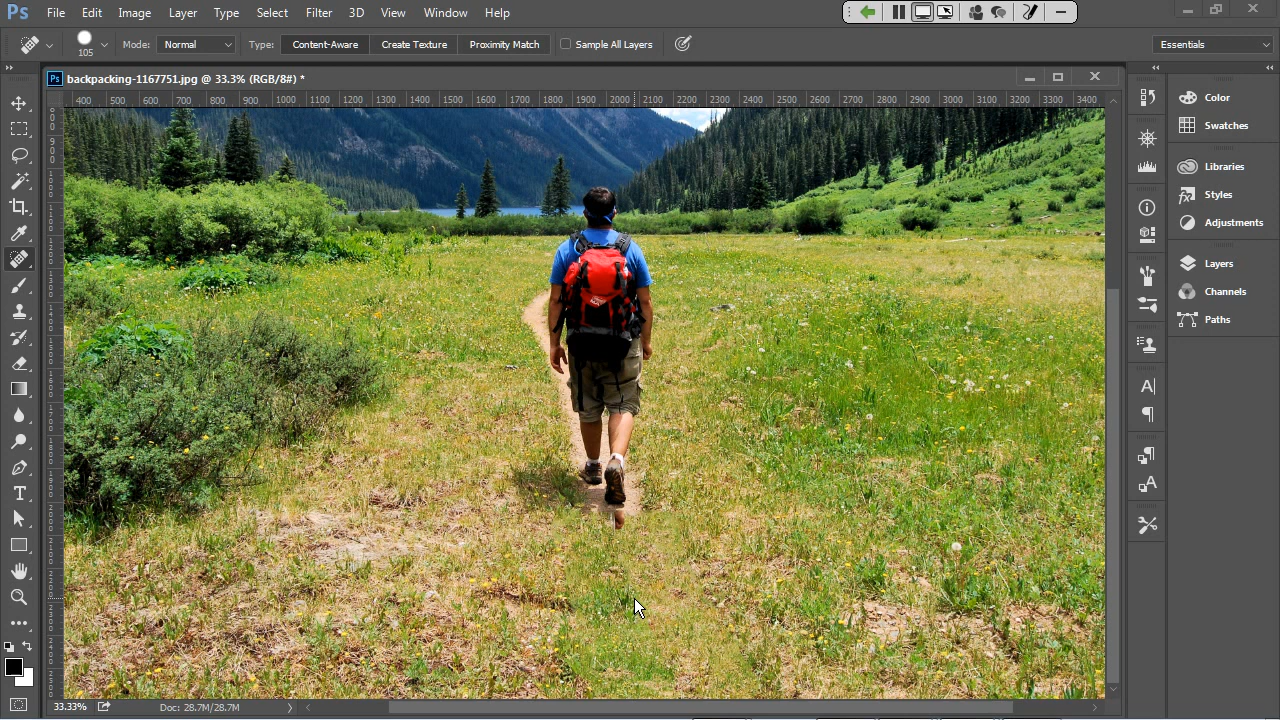 Ps File Edit Image Layer Type Select Filter 3D View Window Help
105 Mode: Normal Type: Content-Aware Create Texture Proximity Match Sample All Layers Essentials
Ps backpacking-1167751.jpg @ 33.3% (RGB/8#) *
400 500 600 700 800 900 1000 1100 1200 1300 1400 1500 1600 1700 1800 1900 2000 2100 2200 2300 2400 2500 2600 2700 2800 2900 3000 3100 3200 3300 3400
Color
Swatches
Libraries
Styles
Adjustments
Layers
Channels
Paths
33.33% Doc: 28.7M/28.7M